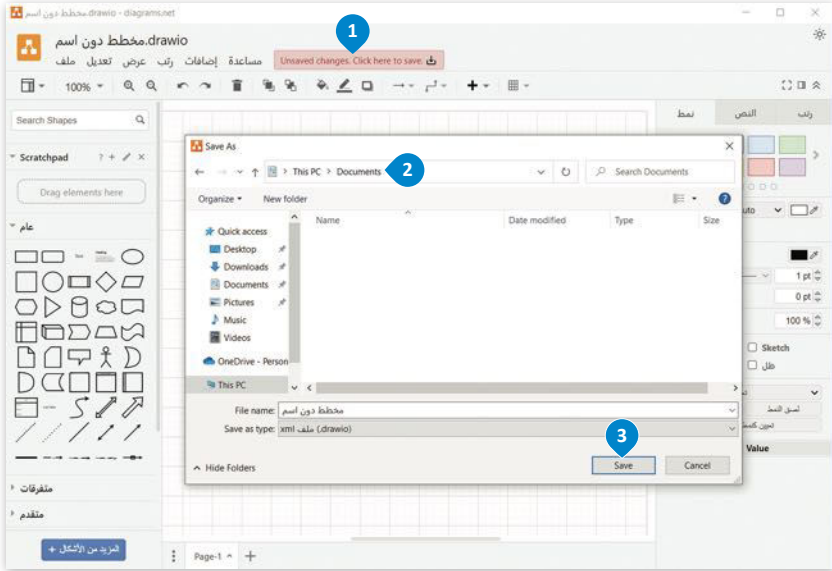 مخطط دون اسم.drawio - diagrams.net
1
مخطط دون اسم.drawio
ملف تعديل عرض رتب إضافات مساعدة
Unsaved changes. Click here to save.
100%
Search Shapes
نمط النص رتب
Scratchpad
Drag elements here
عام
Save As
This PC > Documents
2
Search Documents
Organize New folder
Name Date modified Type Size
Quick access
Desktop
Downloads
Documents
Pictures
Music
Videos
OneDrive - Person
This PC
File name: مخطط دون اسم
Save as type: ملف xml (.drawio)
Hide Folders
3
Save Cancel
1 pt
0 pt
100 %
Sketch
ظل
لصق النمط
Value
متفرقات
متقدم
المزيد من الأشكال +
Page-1